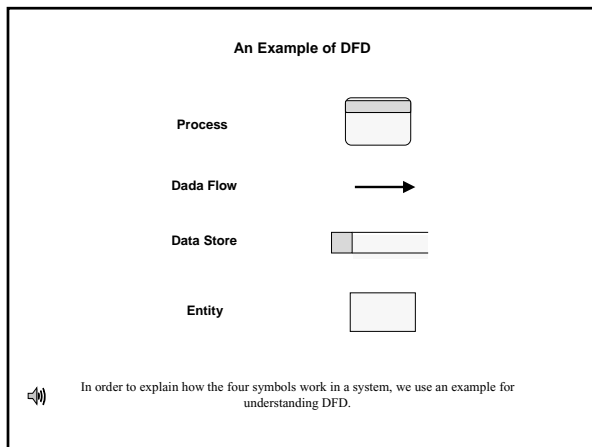 An Example of DFD
Process
Dada Flow
Data Store
Entity
In order to explain how the four symbols work in a system, we use an example for
understanding DFD.